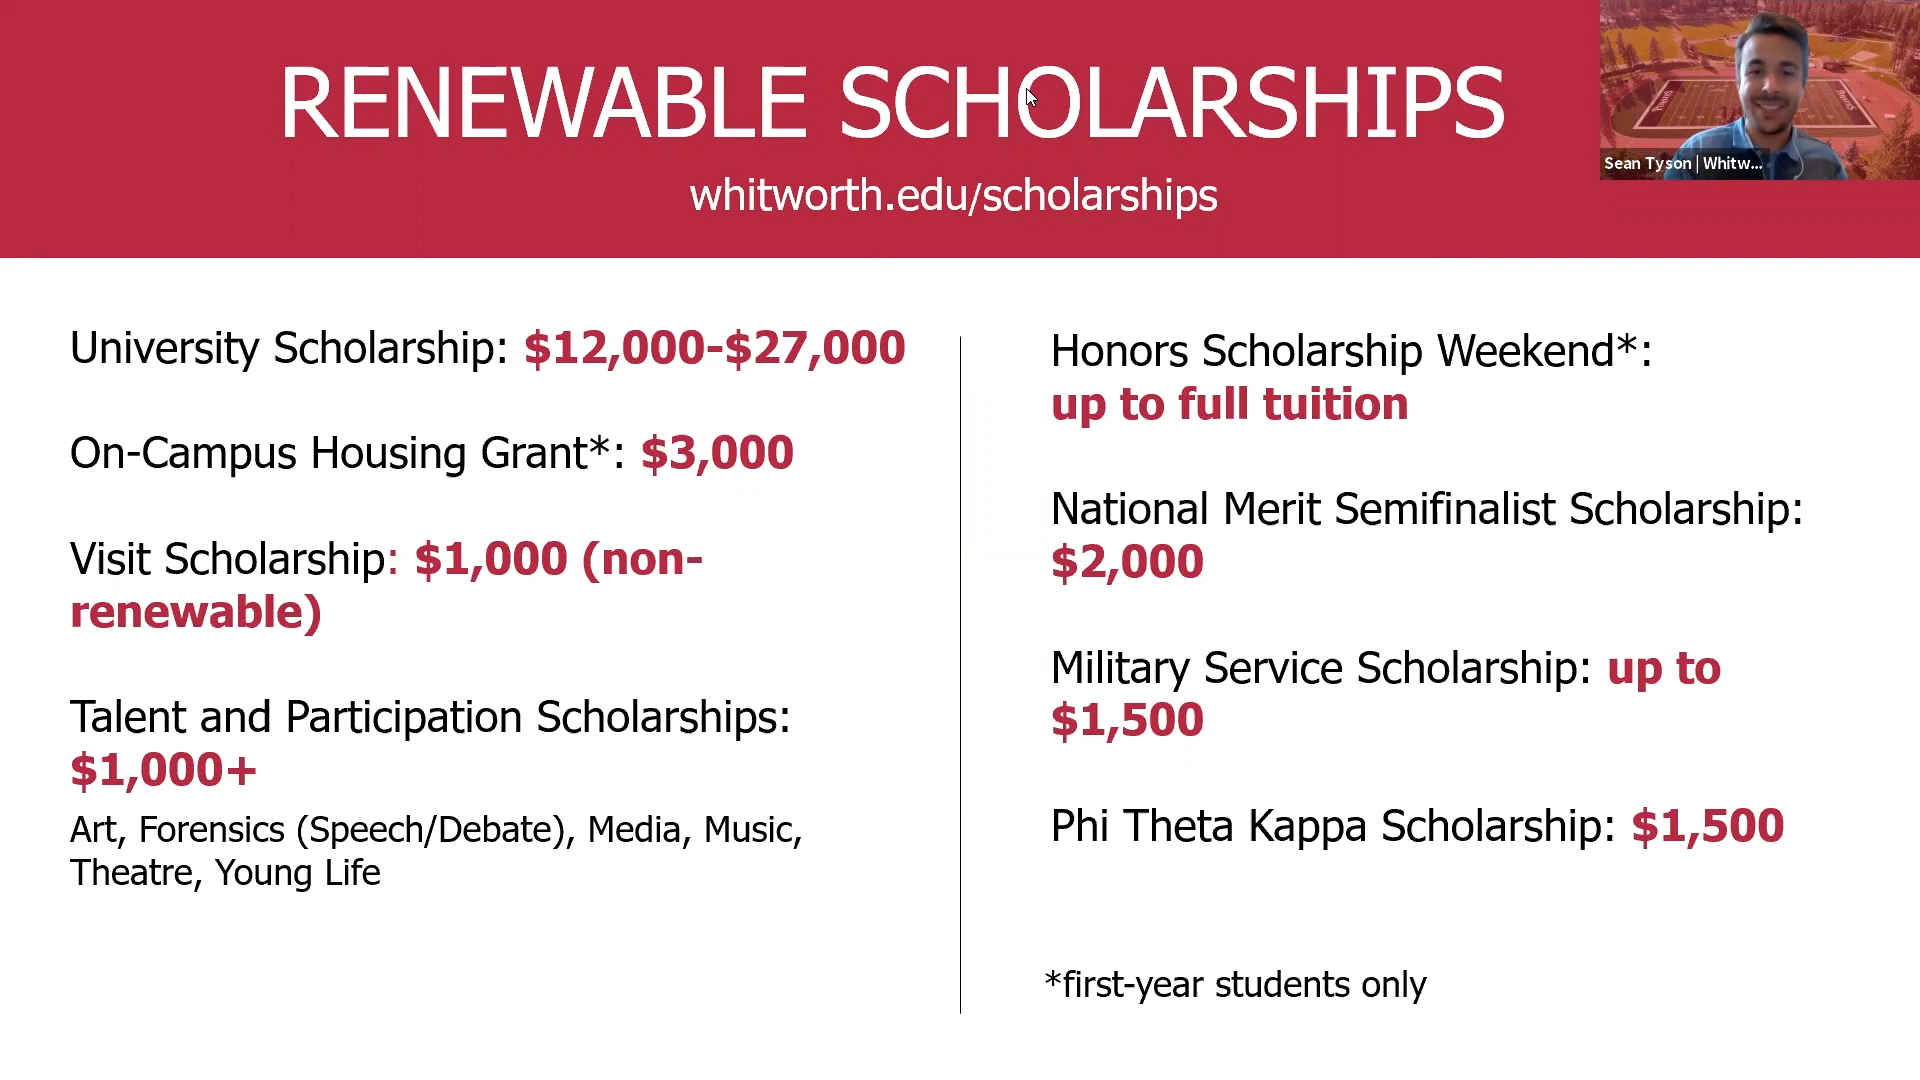 RENEWABLE SCHOLARSHIPS
whitworth.edu/scholarships
Sean Tyson | Whitw...
University Scholarship: $12,000-$27,000
On-Campus Housing Grant*: $3,000
Visit Scholarship: $1,000 (non-
renewable)
Talent and Participation Scholarships:
$1,000+
Art, Forensics (Speech/Debate), Media, Music,
Theatre, Young Life
Honors Scholarship Weekend*:
up to full tuition
National Merit Semifinalist Scholarship:
$2,000
Military Service Scholarship: up to
$1,500
Phi Theta Kappa Scholarship: $1,500
*first-year students only